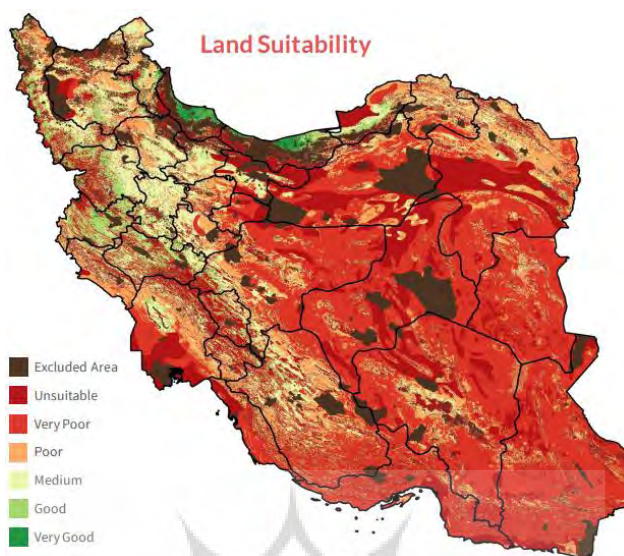 Land Suitability
Excluded Area
Unsuitable
Very Poor
Poor
Medium
Good
Very Good